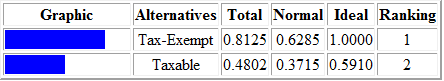 Graphic Alternatives Total Normal Ideal Ranking
Tax-Exempt 0.8125 0.6285 1.0000 1
Taxable 0.4802 0.3715 0.5910 2